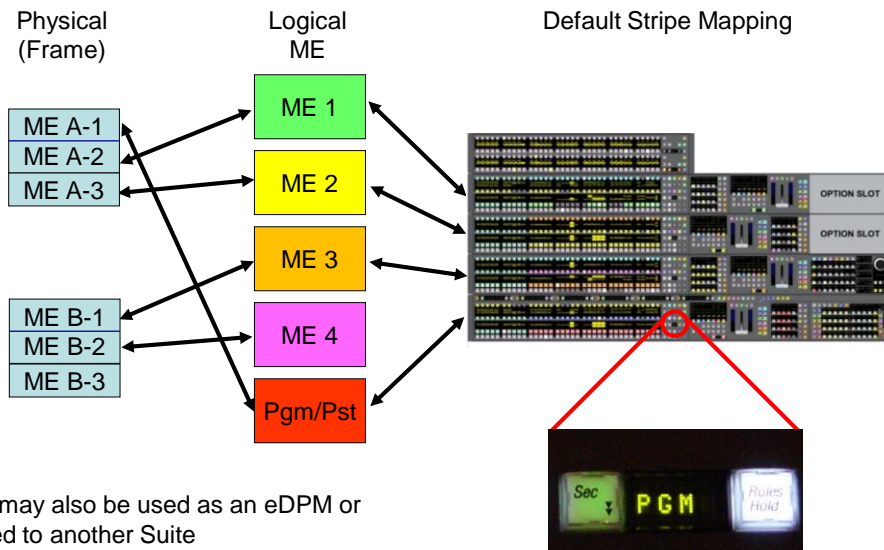 Physical
(Frame)
Logical
ME
Default Stripe Mapping
ME A-1
ME A-2
ME A-3
ME B-1
ME B-2
ME B-3
ME 1
ME 2
ME 3
ME 4
Pgm/Pst
OPTION SLOT
OPTION SLOT
Sec
PGM
Rules
Hold
may also be used as an eDPM or
ed to another Suite